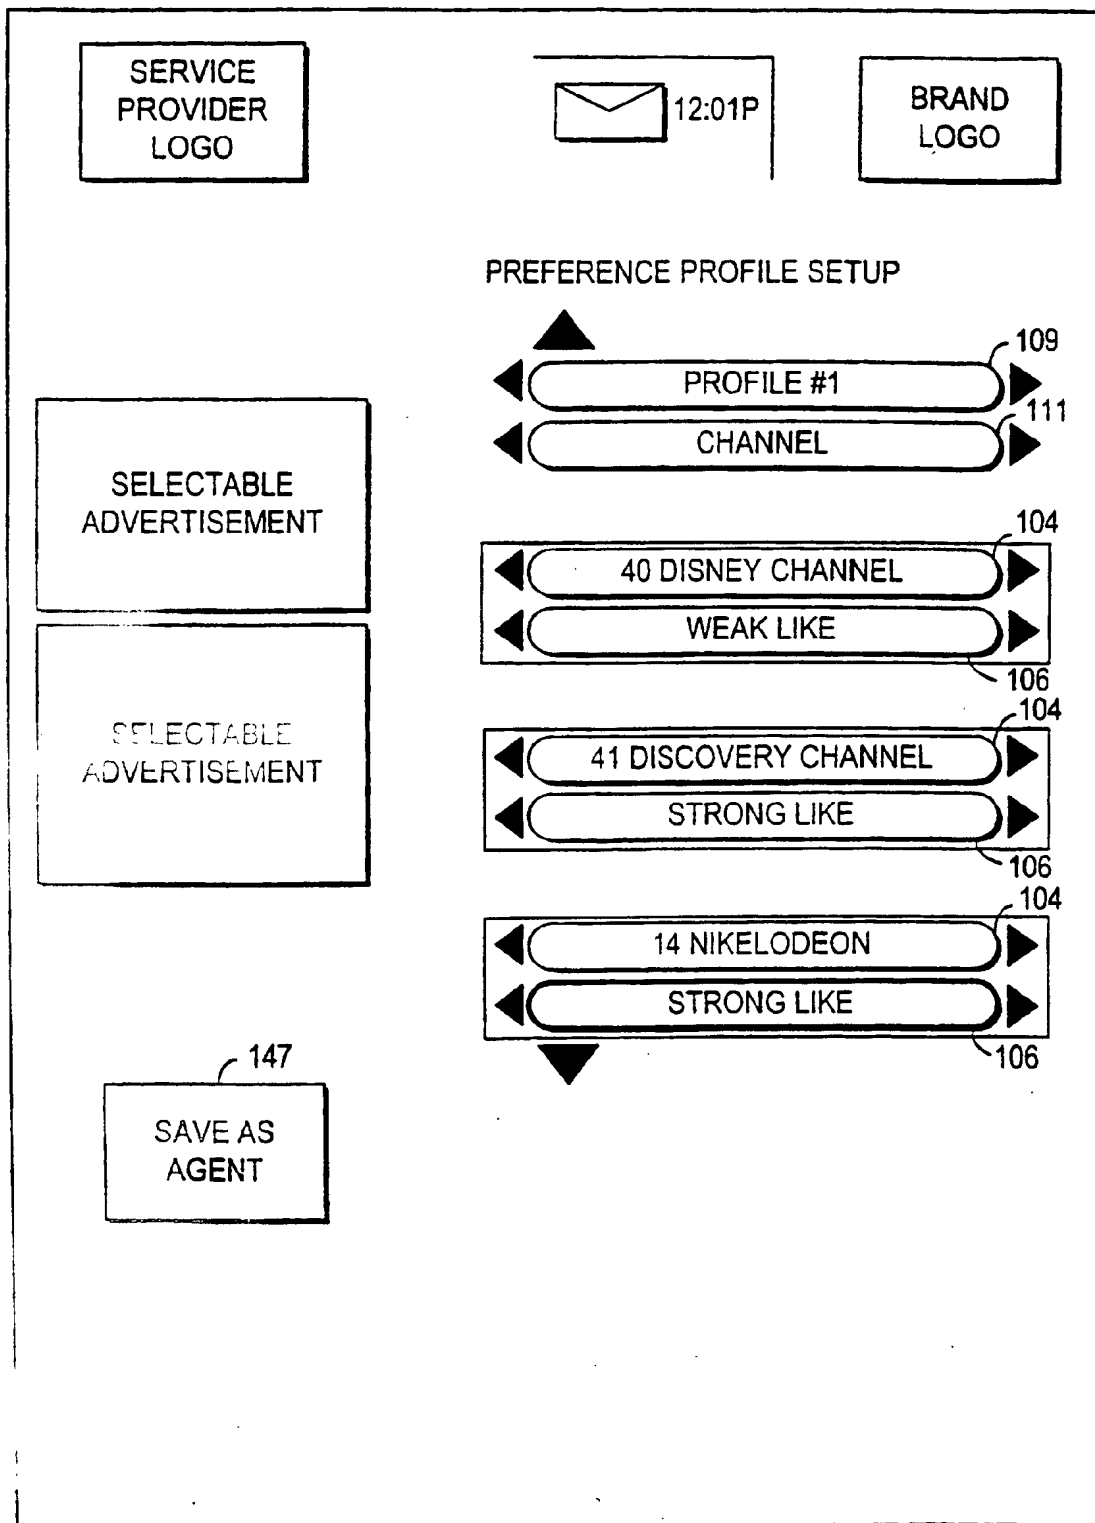 SERVICE
PROVIDER
LOGO
12:01P
BRAND
LOGO
PREFERENCE PROFILE SETUP
109
PROFILE #1
111
CHANNEL
SELECTABLE
ADVERTISEMENT
104
40 DISNEY CHANNEL
WEAK LIKE
106
SELECTABLE
ADVERTISEMENT
104
41 DISCOVERY CHANNEL
STRONG LIKE
106
104
14 NIKELODEON
STRONG LIKE
106
147
SAVE AS
AGENT